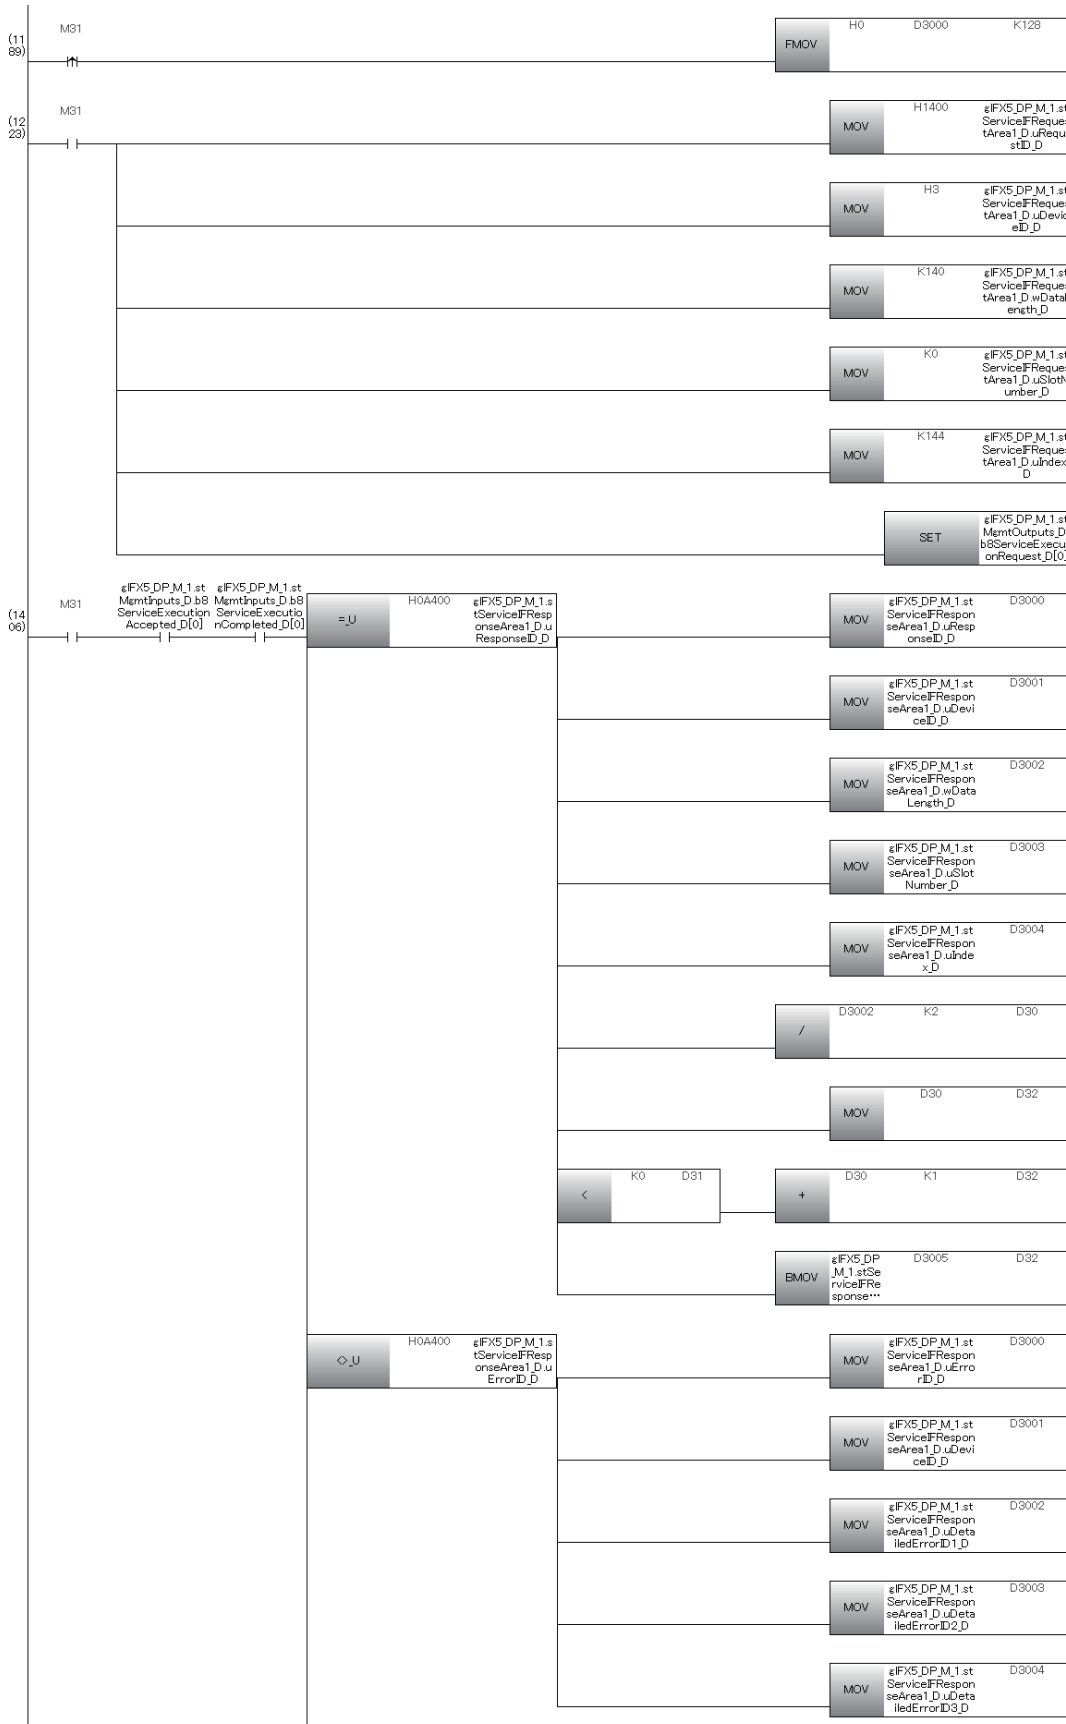 M31
H0 D3000 K128
(11
89)
FMOV
M31
H1400 gIFX5_DP_M_1.st
(12
23)
MOV
ServiceIFReques
tArea1_D.uReque
stID_D
H3 gIFX5_DP_M_1.st
MOV
ServiceIFReques
tArea1_D.uDevic
eID_D
K140 gIFX5_DP_M_1.st
MOV
ServiceIFReques
tArea1_D.wDataL
ength_D
K0 gIFX5_DP_M_1.st
MOV
ServiceIFReques
tArea1_D.uSlotN
umber_D
K144 gIFX5_DP_M_1.st
MOV
ServiceIFReques
tArea1_D.uIndex_
D
SET
gIFX5_DP_M_1.st
MgmtOutputs_D.
b8ServiceExecu
onRequest_D[0]
(14
06)
M31
gIFX5_DP_M_1.st
MgmtInputs_D.b8
ServiceExecution
Accepted_D[0]
gIFX5_DP_M_1.st
MgmtInputs_D.b8
ServiceExecutio
nCompleted_D[0]
=_U
H0A400
gIFX5_DP_M_1.s
tServiceIFResp
onseArea1_D.u
ResponseID_D
MOV
gIFX5_DP_M_1.st
ServiceIFRespon
seArea1_D.uResp
onseID_D
D3000
MOV
gIFX5_DP_M_1.st
ServiceIFRespon
seArea1_D.uDevi
ceID_D
D3001
MOV
gIFX5_DP_M_1.st
ServiceIFRespon
seArea1_D.wData
Length_D
D3002
MOV
gIFX5_DP_M_1.st
ServiceIFRespon
seArea1_D.uSlot
Number_D
D3003
MOV
gIFX5_DP_M_1.st
ServiceIFRespon
seArea1_D.uInde
x_D
D3004
/
D3002 K2 D30
MOV
D30 D32
<
K0 D31
+
D30 K1 D32
BMOV
gIFX5_DP
_M_1.stSe
rviceIFRe
sponse…
D3005 D32
<>_U
H0A400
gIFX5_DP_M_1.s
tServiceIFResp
onseArea1_D.u
ErrorID_D
MOV
gIFX5_DP_M_1.st
ServiceIFRespon
seArea1_D.uErro
rID_D
D3000
MOV
gIFX5_DP_M_1.st
ServiceIFRespon
seArea1_D.uDevi
ceID_D
D3001
MOV
gIFX5_DP_M_1.st
ServiceIFRespon
seArea1_D.uDeta
iledErrorID1_D
D3002
MOV
gIFX5_DP_M_1.st
ServiceIFRespon
seArea1_D.uDeta
iledErrorID2_D
D3003
MOV
gIFX5_DP_M_1.st
ServiceIFRespon
seArea1_D.uDeta
iledErrorID3_D
D3004